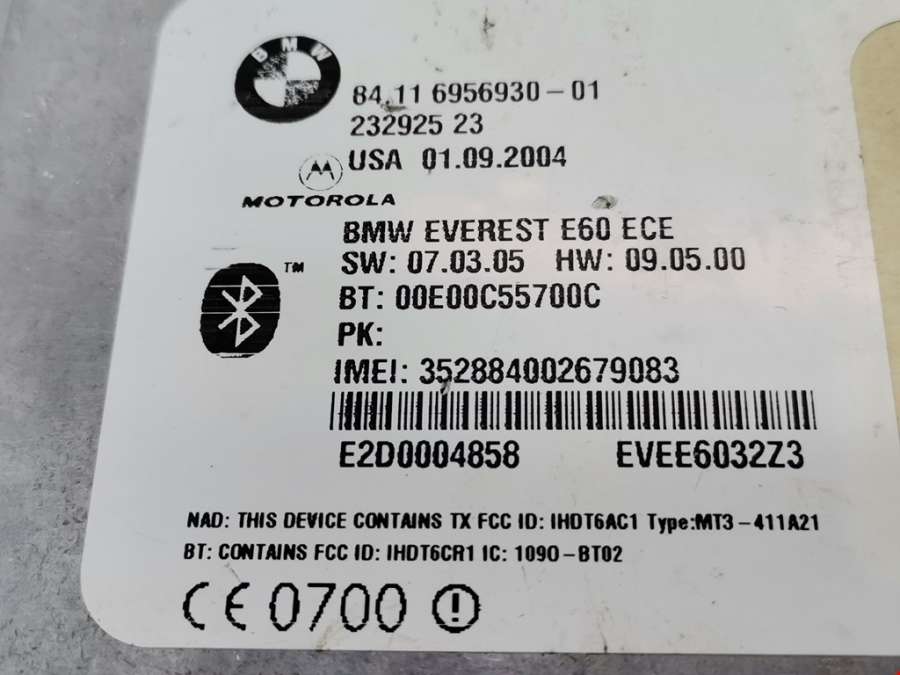 BMW
84.11 6956930-01
232925 23
USA 01.09.2004
MOTOROLA
BMW EVEREST E60 ECE
SW: 07.03.05 HW: 09.05.00
TM
BT: 00E00C55700C
PK:
IMEI: 352884002679083
E2D0004858 EVEE6032Z3
NAD: THIS DEVICE CONTAINS TX FCC ID: IHDT6AC1 Type:MT3-411A21
BT: CONTAINS FCC ID: IHDT6CR1 IC: 1090-BT02
CE 0700